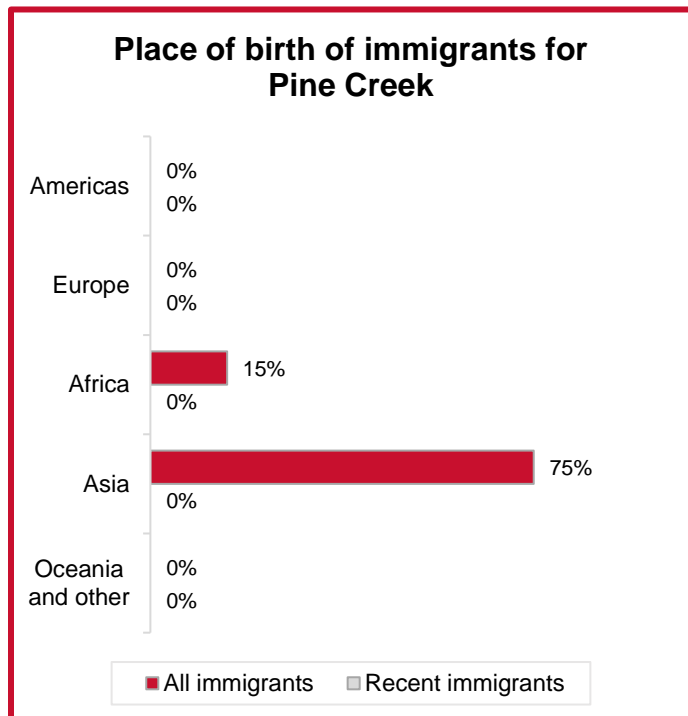 Place of birth of immigrants for
Pine Creek
Americas
0%
0%
Europe
0%
0%
Africa
15%
0%
Asia
75%
0%
Oceania
and other
0%
0%
All immigrants
Recent immigrants